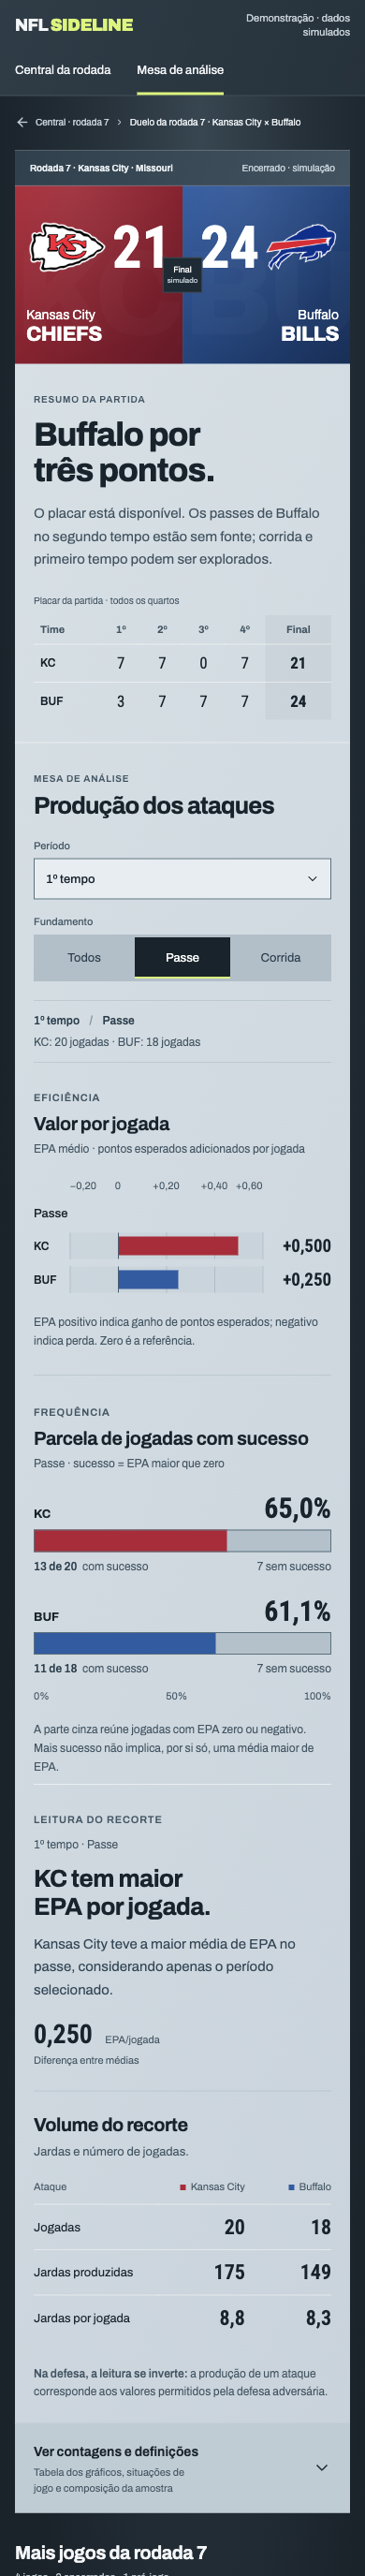 NFL SIDELINE
Demonstração · dados
simulados
Central da rodada
Mesa de análise
Central · rodada 7
Duelo da rodada 7 · Kansas City × Buffalo
Rodada 7 · Kansas City · Missouri
Encerrado · simulação
KC
21
24
Final
simulado
Kansas City
CHIEFS
Buffalo
BILLS
RESUMO DA PARTIDA
Buffalo por
três pontos.
O placar está disponível. Os passes de Buffalo
no segundo tempo estão sem fonte; corrida e
primeiro tempo podem ser explorados.
Placar da partida · todos os quartos
Time 1º 2º 3º 4º Final
KC 7 7 0 7 21
BUF 3 7 7 7 24
MESA DE ANÁLISE
Produção dos ataques
Período
1º tempo
Fundamento
Todos Passe Corrida
1º tempo / Passe
KC: 20 jogadas · BUF: 18 jogadas
EFICIÊNCIA
Valor por jogada
EPA médio · pontos esperados adicionados por jogada
−0,20 0 +0,20 +0,40 +0,60
Passe
KC +0,500
BUF +0,250
EPA positivo indica ganho de pontos esperados; negativo
indica perda. Zero é a referência.
FREQUÊNCIA
Parcela de jogadas com sucesso
Passe · sucesso = EPA maior que zero
KC 65,0%
13 de 20 com sucesso 7 sem sucesso
BUF 61,1%
11 de 18 com sucesso 7 sem sucesso
0% 50% 100%
A parte cinza reúne jogadas com EPA zero ou negativo.
Mais sucesso não implica, por si só, uma média maior de
EPA.
LEITURA DO RECORTE
1º tempo · Passe
KC tem maior
EPA por jogada.
Kansas City teve a maior média de EPA no
passe, considerando apenas o período
selecionado.
0,250 EPA/jogada
Diferença entre médias
Volume do recorte
Jardas e número de jogadas.
Ataque Kansas City Buffalo
Jogadas 20 18
Jardas produzidas 175 149
Jardas por jogada 8,8 8,3
Na defesa, a leitura se inverte: a produção de um ataque
corresponde aos valores permitidos pela defesa adversária.
Ver contagens e definições
Tabela dos gráficos, situações de
jogo e composição da amostra
Mais jogos da rodada 7